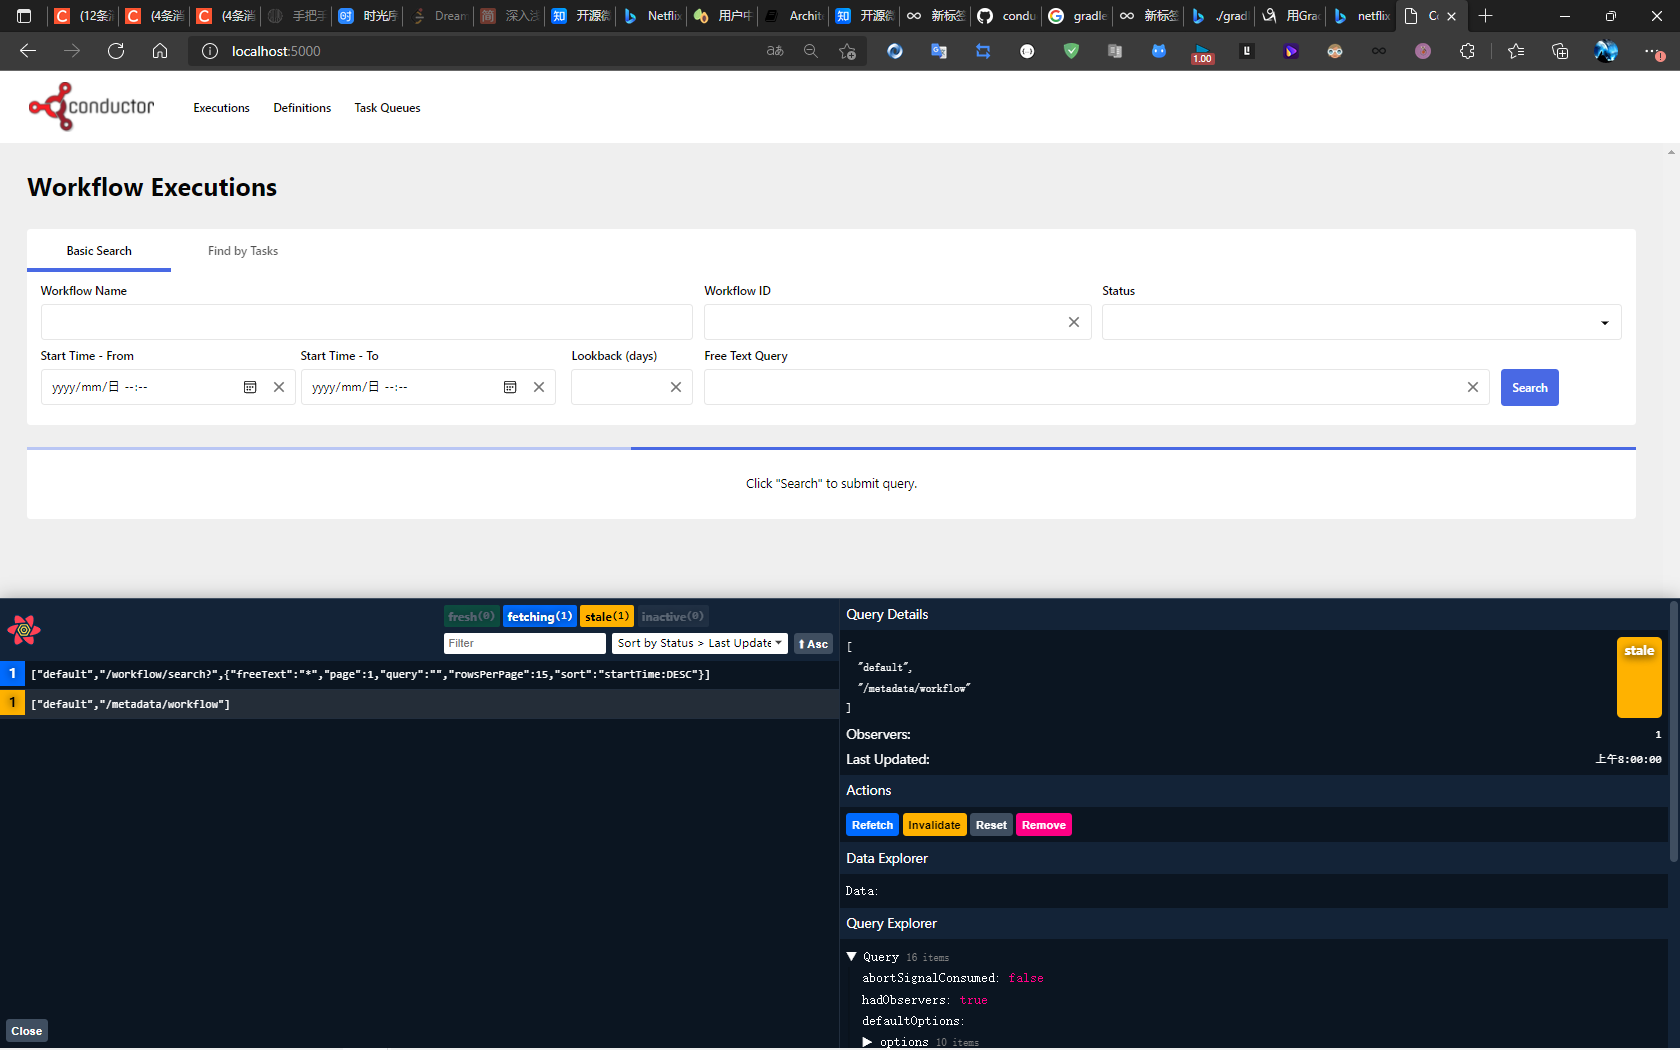 (12条消
(4条消
(4条消
手把手
时光序
Dream
深入浅
开源微
Netflix
用户中
Archit
开源微
新标签
condu
gradle
新标签
./grad
用Gra
netflix
Co
localhost:5000
1.00
conductor
Executions
Definitions
Task Queues
Workflow Executions
Basic Search
Find by Tasks
Workflow Name
Workflow ID
Status
Start Time - From
Start Time - To
Lookback (days)
Free Text Query
yyyy/mm/日 --:--
yyyy/mm/日 --:--
Search
Click "Search" to submit query.
fresh(0)
fetching(1)
stale(1)
inactive(0)
Filter
Sort by Status > Last Update
⬆ Asc
1 ["default","/workflow/search?",{"freeText":"*","page":1,"query":"","rowsPerPage":15,"sort":"startTime:DESC"}]
1 ["default","/metadata/workflow"]
Close
Query Details
[
"default",
"/metadata/workflow"
]
stale
Observers: 1
Last Updated: 上午8:00:00
Actions
Refetch
Invalidate
Reset
Remove
Data Explorer
Data:
Query Explorer
▼ Query 16 items
abortSignalConsumed: false
hadObservers: true
defaultOptions:
▶ options 10 items